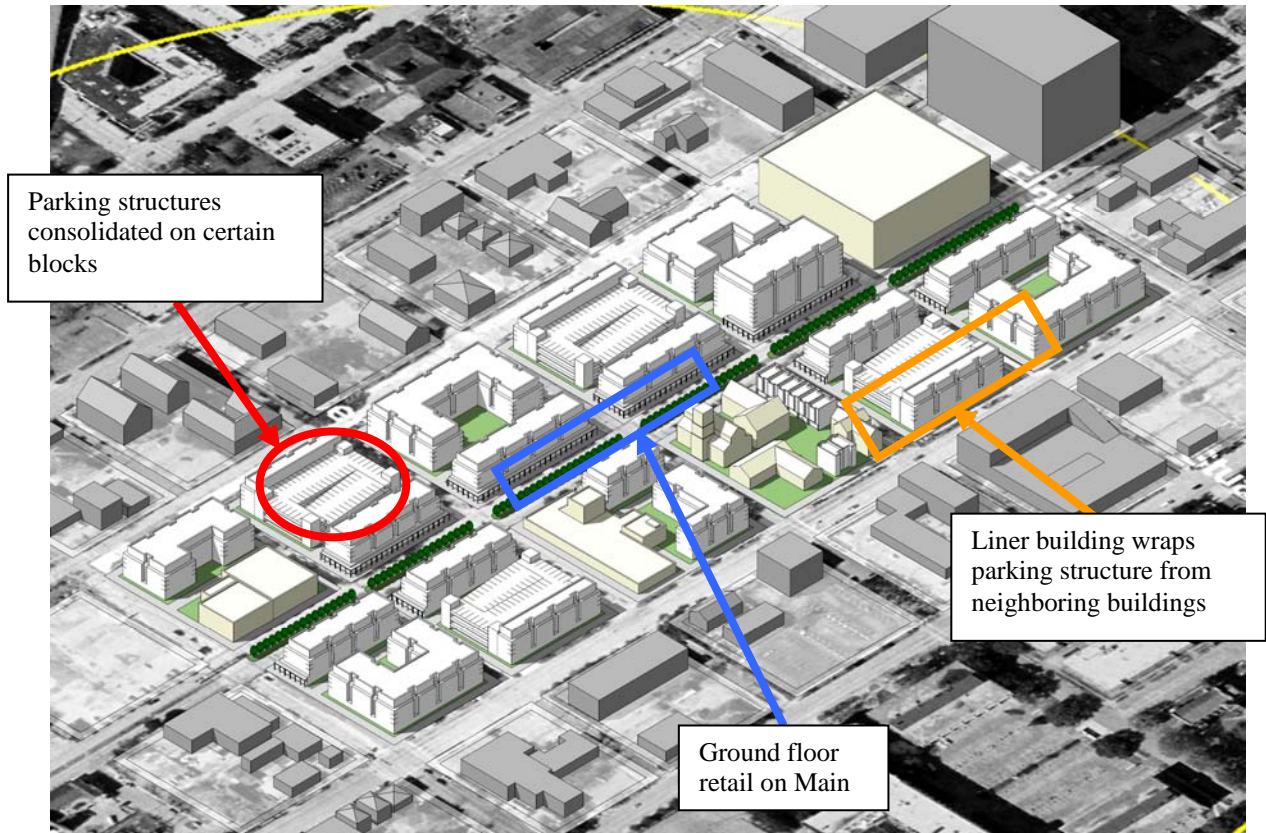 Parking structures
consolidated on certain
blocks
Liner building wraps
parking structure from
neighboring buildings
Ground floor
retail on Main